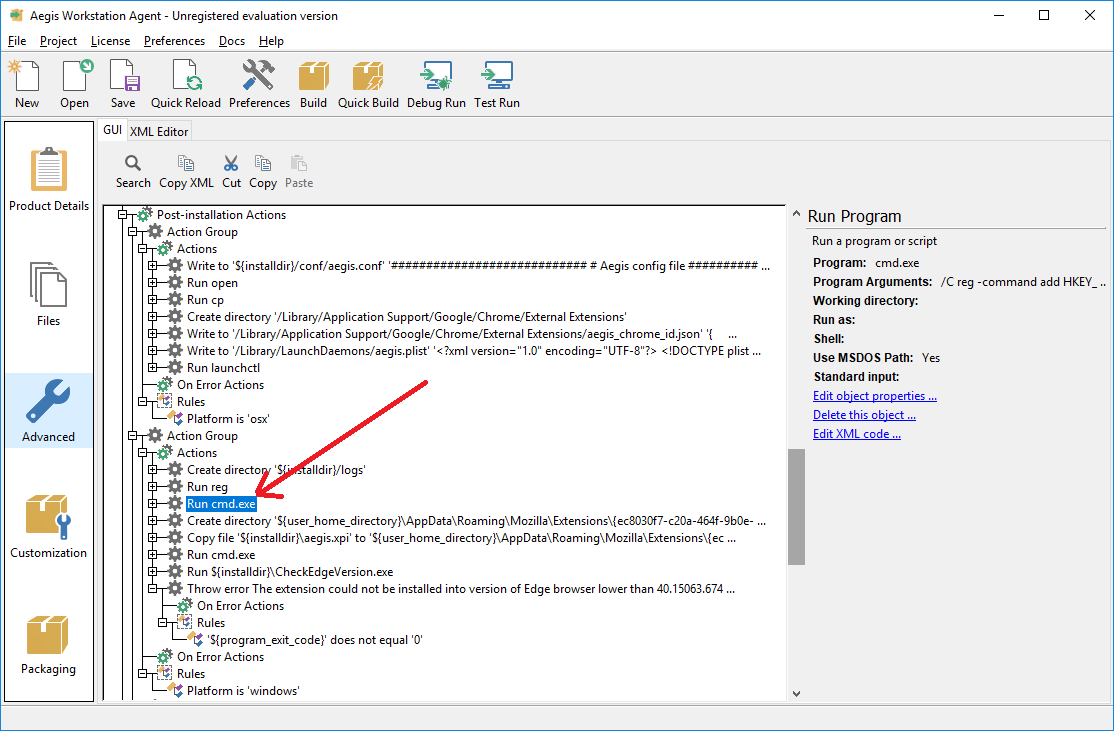 Aegis Workstation Agent - Unregistered evaluation version
File Project License Preferences Docs Help
New Open Save Quick Reload Preferences Build Quick Build Debug Run Test Run
Product Details
Files
Advanced
Customization
Packaging
GUI XML Editor
Search Copy XML Cut Copy Paste
Post-installation Actions
Action Group
Actions
Write to '${installdir}/conf/aegis.conf' '############################ # Aegis config file ########## ...
Run open
Run cp
Create directory '/Library/Application Support/Google/Chrome/External Extensions'
Write to '/Library/Application Support/Google/Chrome/External Extensions/aegis_chrome_id.json' '{ ...
Write to '/Library/LaunchDaemons/aegis.plist' '<?xml version="1.0" encoding="UTF-8"?> <!DOCTYPE plist ...
Run launchctl
On Error Actions
Rules
Platform is 'osx'
Action Group
Actions
Create directory '${installdir}/logs'
Run reg
Run cmd.exe
Create directory '${user_home_directory}\AppData\Roaming\Mozilla\Extensions\{ec8030f7-c20a-464f-9b0e- ...
Copy file '${installdir}\aegis.xpi' to '${user_home_directory}\AppData\Roaming\Mozilla\Extensions\{ec ...
Run cmd.exe
Run ${installdir}\CheckEdgeVersion.exe
Throw error The extension could not be installed into version of Edge browser lower than 40.15063.674 ...
On Error Actions
Rules
'${program_exit_code}' does not equal '0'
On Error Actions
Rules
Platform is 'windows'
Run Program
Run a program or script
Program: cmd.exe
Program Arguments: /C reg -command add HKEY_ ..
Working directory:
Run as:
Shell:
Use MSDOS Path: Yes
Standard input:
Edit object properties ...
Delete this object ...
Edit XML code ...